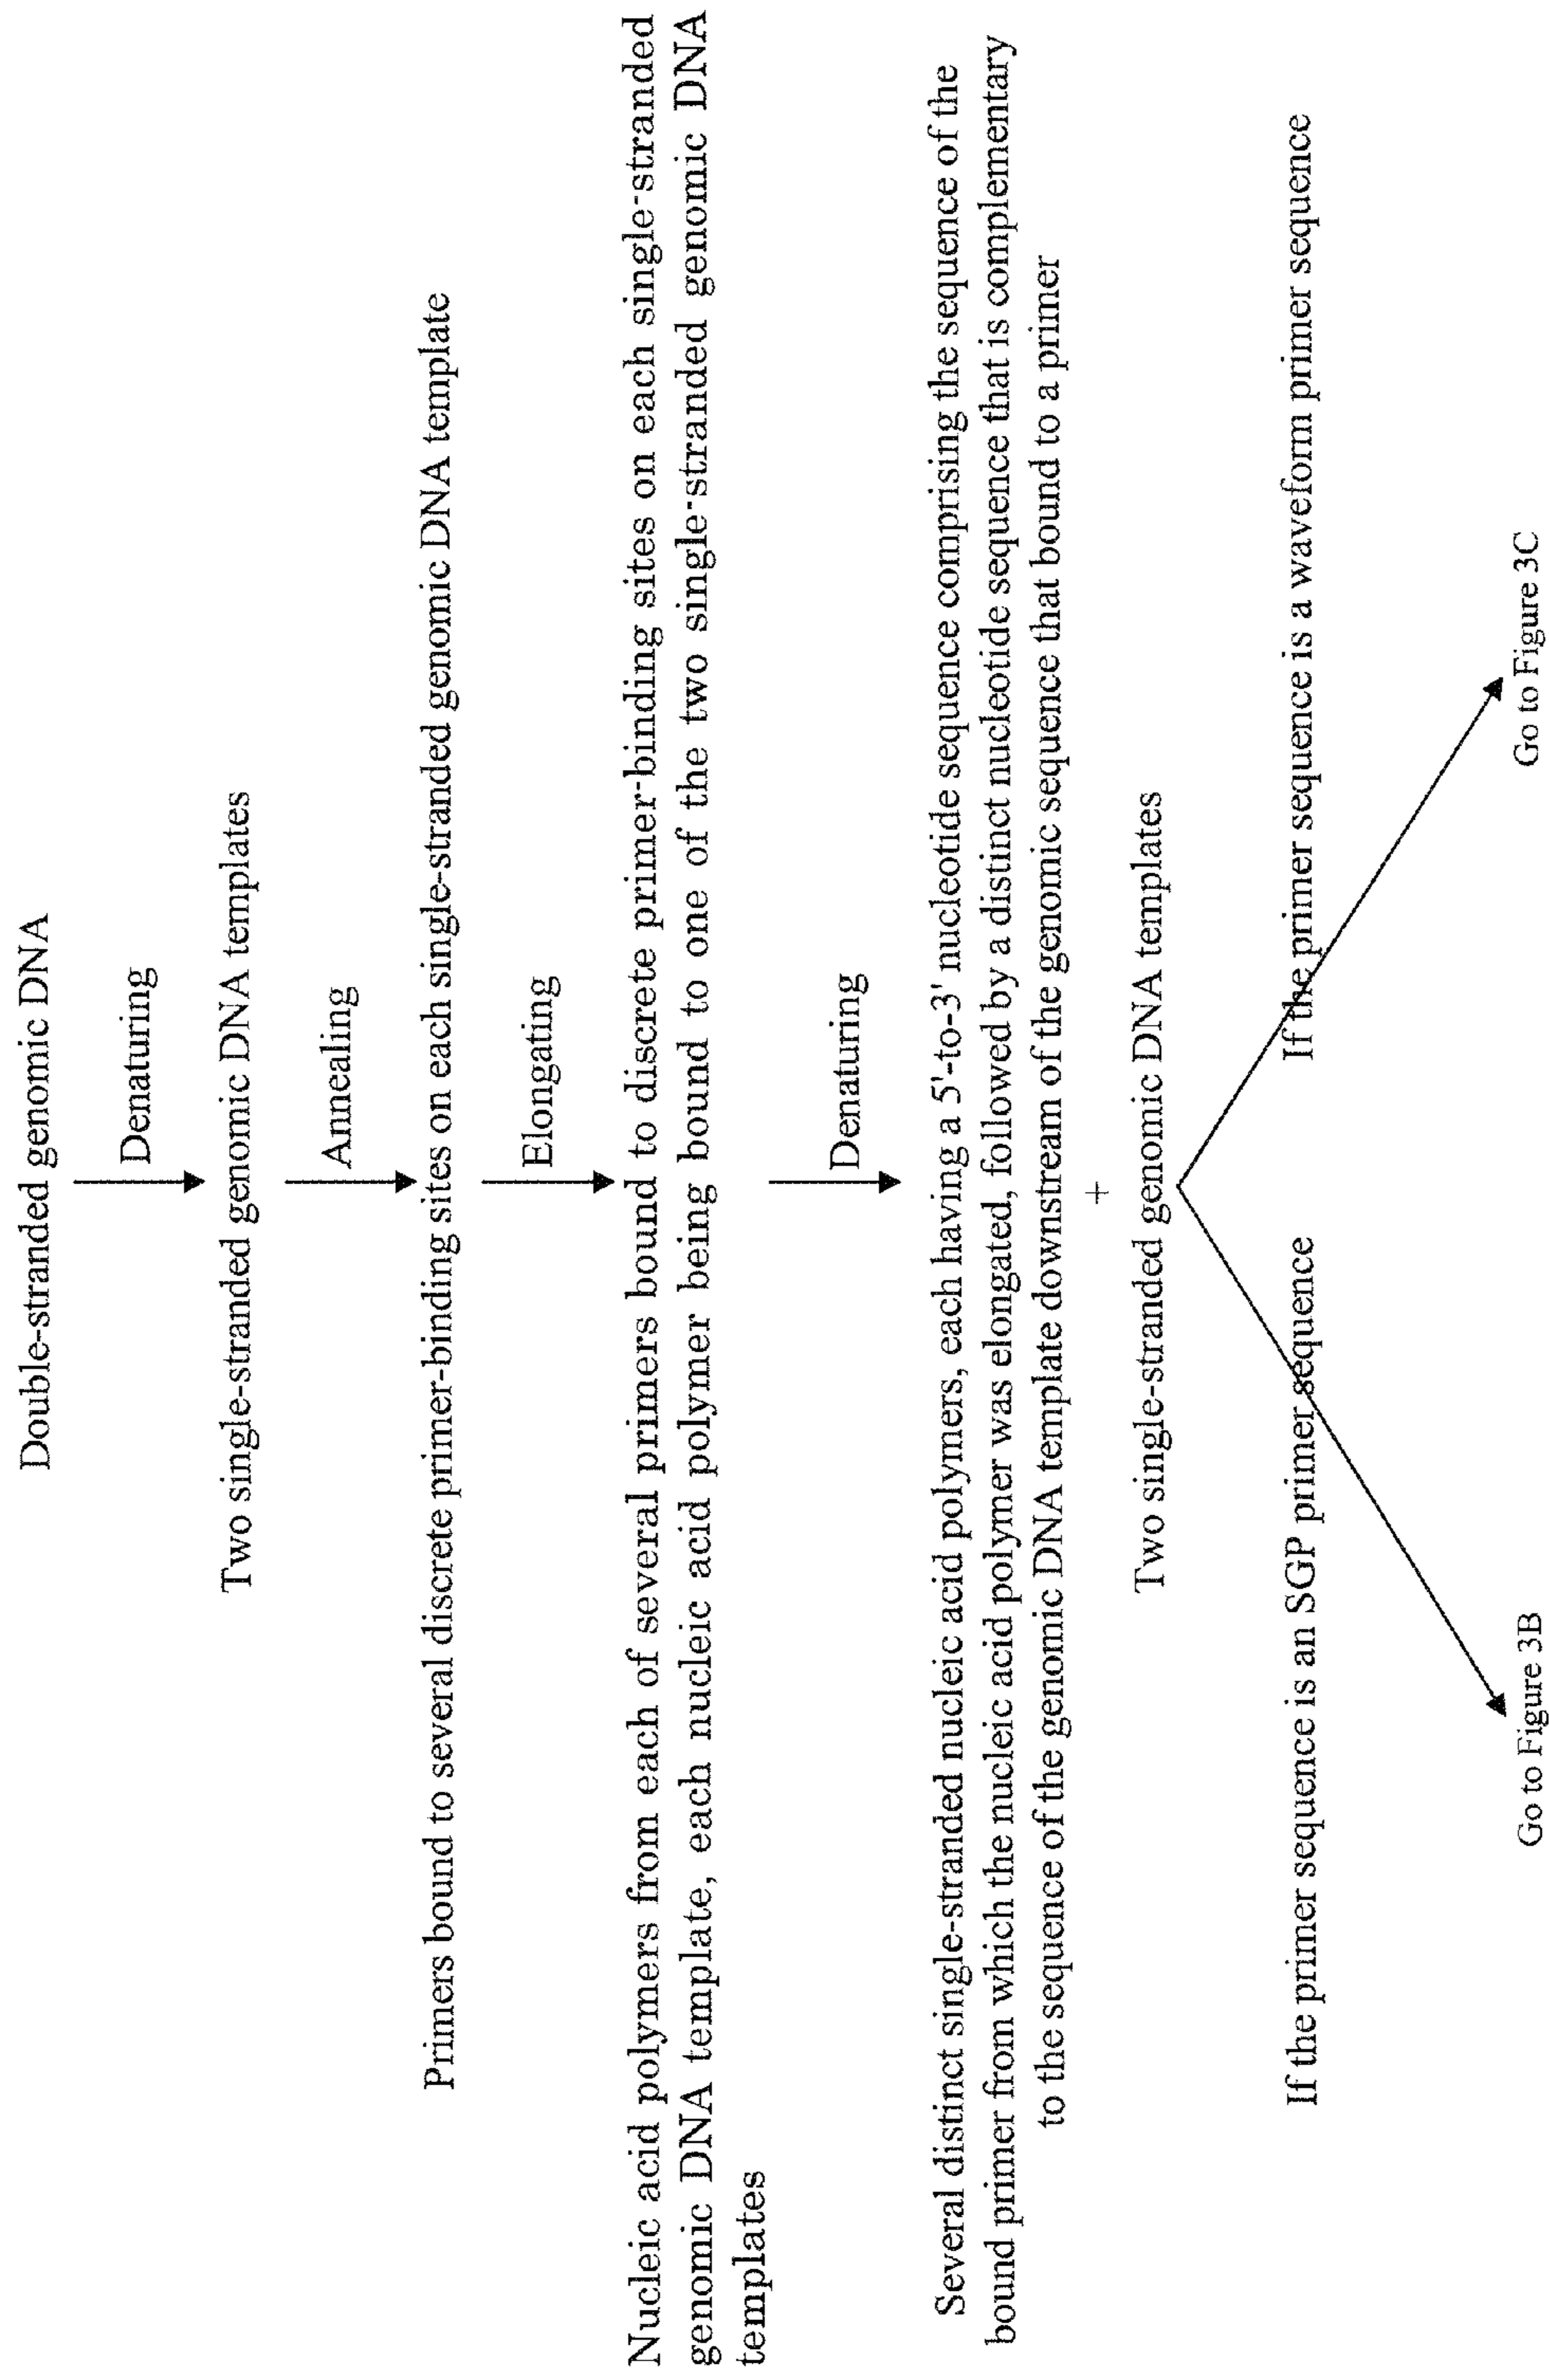 Double-stranded genomic DNA
Denaturing
Two single-stranded genomic DNA templates
Annealing
Primers bound to several discrete primer-binding sites on each single-stranded genomic DNA template
Elongating
Nucleic acid polymers from each of several primers bound to discrete primer-binding sites on each single-stranded
genomic DNA template, each nucleic acid polymer being bound to one of the two single-stranded genomic DNA
templates
Denaturing
Several distinct single-stranded nucleic acid polymers, each having a 5'-to-3' nucleotide sequence comprising the sequence of the
bound primer from which the nucleic acid polymer was elongated, followed by a distinct nucleotide sequence that is complementary
to the sequence of the genomic DNA template downstream of the genomic sequence that bound to a primer
+
Two single-stranded genomic DNA templates
If the primer sequence is an SGP primer sequence
If the primer sequence is a waveform primer sequence
Go to Figure 3B
Go to Figure 3C